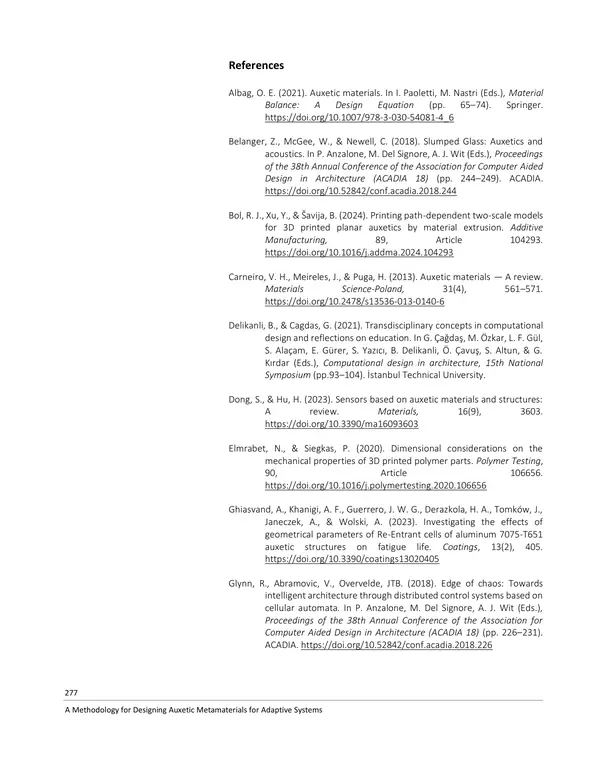 References
Albag, O. E. (2021). Auxetic materials. In I. Paoletti, M. Nastri (Eds.), Material
Balance: A Design Equation (pp. 65–74). Springer.
https://doi.org/10.1007/978-3-030-54081-4_6
Belanger, Z., McGee, W., & Newell, C. (2018). Slumped Glass: Auxetics and
acoustics. In P. Anzalone, M. Del Signore, A. J. Wit (Eds.), Proceedings
of the 38th Annual Conference of the Association for Computer Aided
Design in Architecture (ACADIA 18) (pp. 244–249). ACADIA.
https://doi.org/10.52842/conf.acadia.2018.244
Bol, R. J., Xu, Y., & Šavija, B. (2024). Printing path-dependent two-scale models
for 3D printed planar auxetics by material extrusion. Additive
Manufacturing, 89, Article 104293.
https://doi.org/10.1016/j.addma.2024.104293
Carneiro, V. H., Meireles, J., & Puga, H. (2013). Auxetic materials — A review.
Materials Science-Poland, 31(4), 561–571.
https://doi.org/10.2478/s13536-013-0140-6
Delikanli, B., & Cagdas, G. (2021). Transdisciplinary concepts in computational
design and reflections on education. In G. Çağdaş, M. Özkar, L. F. Gül,
S. Alaçam, E. Gürer, S. Yazıcı, B. Delikanli, Ö. Çavuş, S. Altun, & G.
Kırdar (Eds.), Computational design in architecture, 15th National
Symposium (pp.93–104). İstanbul Technical University.
Dong, S., & Hu, H. (2023). Sensors based on auxetic materials and structures:
A review. Materials, 16(9), 3603.
https://doi.org/10.3390/ma16093603
Elmrabet, N., & Siegkas, P. (2020). Dimensional considerations on the
mechanical properties of 3D printed polymer parts. Polymer Testing,
90, Article 106656.
https://doi.org/10.1016/j.polymertesting.2020.106656
Ghiasvand, A., Khanigi, A. F., Guerrero, J. W. G., Derazkola, H. A., Tomków, J.,
Janeczek, A., & Wolski, A. (2023). Investigating the effects of
geometrical parameters of Re-Entrant cells of aluminum 7075-T651
auxetic structures on fatigue life. Coatings, 13(2), 405.
https://doi.org/10.3390/coatings13020405
Glynn, R., Abramovic, V., Overvelde, JTB. (2018). Edge of chaos: Towards
intelligent architecture through distributed control systems based on
cellular automata. In P. Anzalone, M. Del Signore, A. J. Wit (Eds.),
Proceedings of the 38th Annual Conference of the Association for
Computer Aided Design in Architecture (ACADIA 18) (pp. 226–231).
ACADIA. https://doi.org/10.52842/conf.acadia.2018.226
277
A Methodology for Designing Auxetic Metamaterials for Adaptive Systems